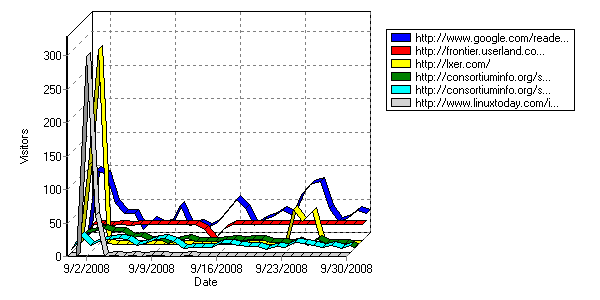 300
250
200
150
100
50
0
Visitors
9/2/2008 9/9/2008 9/16/2008 9/23/2008 9/30/2008
Date
http://www.google.com/reade...
http://frontier.userland.co...
http://lxer.com/
http://consortiuminfo.org/s...
http://consortiuminfo.org/s...
http://www.linuxtoday.com/i...